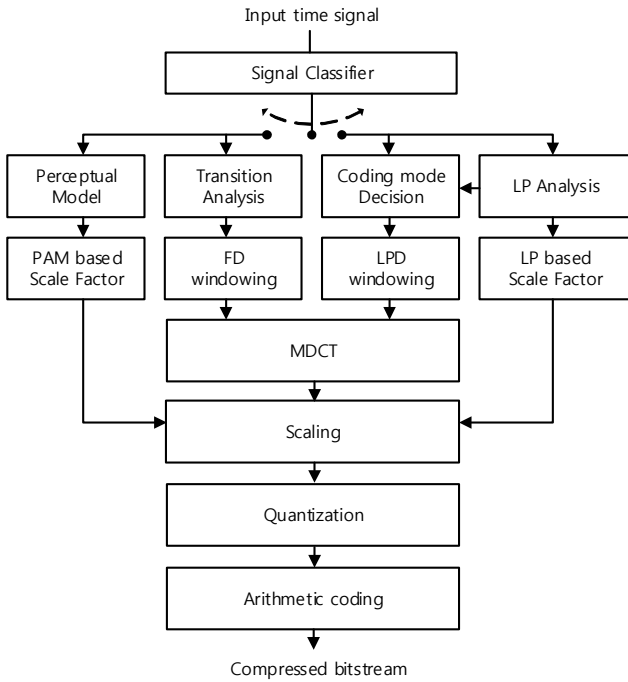 Input time signal
Signal Classifier
Perceptual
Model
Transition
Analysis
Coding mode
Decision
LP Analysis
PAM based
Scale Factor
FD
windowing
LPD
windowing
LP based
Scale Factor
MDCT
Scaling
Quantization
Arithmetic coding
Compressed bitstream